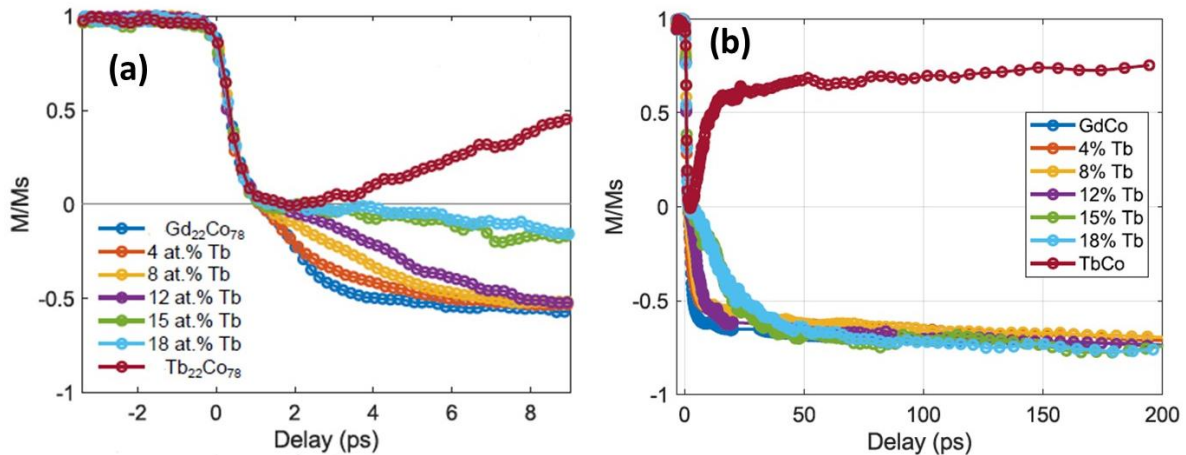 (a)
1
0.5
0
-0.5
-1
M/Ms
Gd₂₂Co₇₈
4 at.% Tb
8 at.% Tb
12 at.% Tb
15 at.% Tb
18 at.% Tb
Tb₂₂Co₇₈
-2
0
2
4
6
8
Delay (ps)
(b)
1
0.5
0
-0.5
-1
M/Ms
GdCo
4% Tb
8% Tb
12% Tb
15% Tb
18% Tb
TbCo
0
50
100
150
200
Delay (ps)